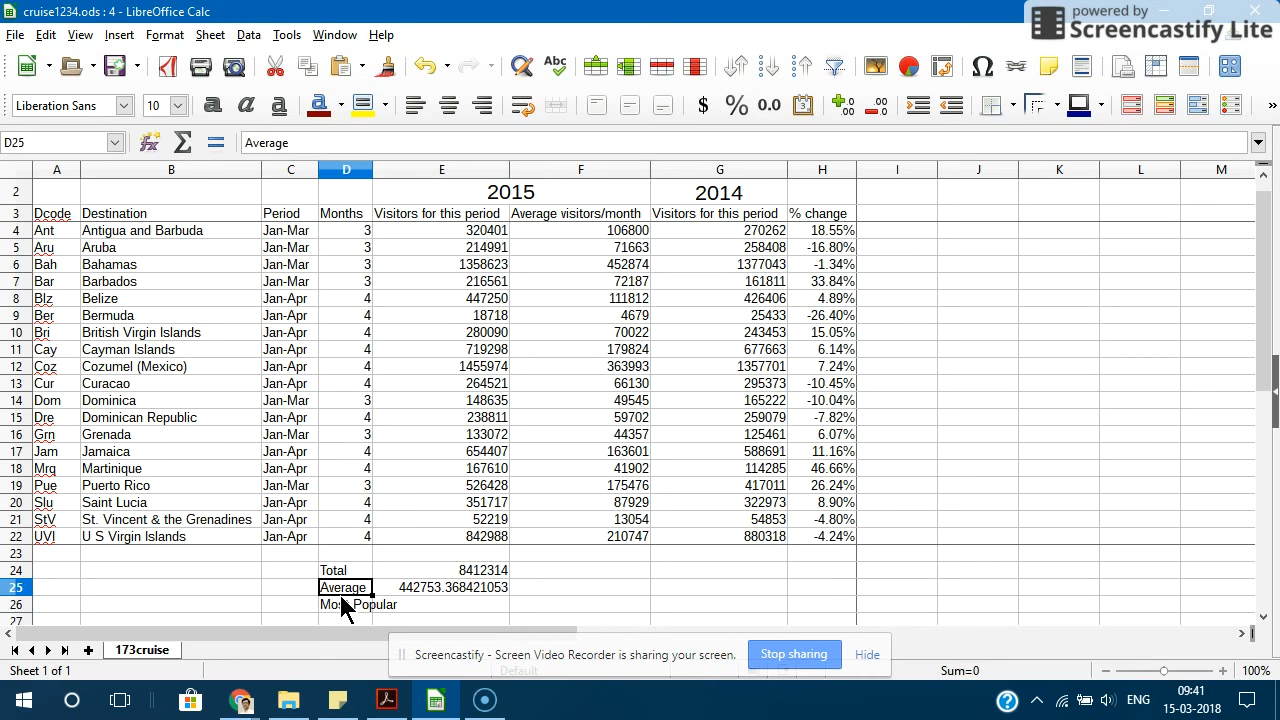 cruise1234.ods : 4 - LibreOffice Calc
powered by
Screencastify Lite
File Edit View Insert Format Sheet Data Tools Window Help
Liberation Sans 10
D25 Average
A B C D E F G H I J K L M
2 2015 2014
3 Dcode Destination Period Months Visitors for this period Average visitors/month Visitors for this period % change
4 Ant Antigua and Barbuda Jan-Mar 3 320401 106800 270262 18.55%
5 Aru Aruba Jan-Mar 3 214991 71663 258408 -16.80%
6 Bah Bahamas Jan-Mar 3 1358623 452874 1377043 -1.34%
7 Bar Barbados Jan-Mar 3 216561 72187 161811 33.84%
8 Blz Belize Jan-Apr 4 447250 111812 426406 4.89%
9 Ber Bermuda Jan-Apr 4 18718 4679 25433 -26.40%
10 Bri British Virgin Islands Jan-Apr 4 280090 70022 243453 15.05%
11 Cay Cayman Islands Jan-Apr 4 719298 179824 677663 6.14%
12 Coz Cozumel (Mexico) Jan-Apr 4 1455974 363993 1357701 7.24%
13 Cur Curacao Jan-Apr 4 264521 66130 295373 -10.45%
14 Dom Dominica Jan-Mar 3 148635 49545 165222 -10.04%
15 Dre Dominican Republic Jan-Apr 4 238811 59702 259079 -7.82%
16 Grn Grenada Jan-Mar 3 133072 44357 125461 6.07%
17 Jam Jamaica Jan-Apr 4 654407 163601 588691 11.16%
18 Mrq Martinique Jan-Apr 4 167610 41902 114285 46.66%
19 Pue Puerto Rico Jan-Mar 3 526428 175476 417011 26.24%
20 Slu Saint Lucia Jan-Apr 4 351717 87929 322973 8.90%
21 StV St. Vincent & the Grenadines Jan-Apr 4 52219 13054 54853 -4.80%
22 UVI U S Virgin Islands Jan-Apr 4 842988 210747 880318 -4.24%
23
24 Total 8412314
25 Average 442753.368421053
26 Popular
27
173cruise
Screencastify - Screen Video Recorder is sharing your screen. Stop sharing Hide
Sheet 1 of 1 Default Sum=0 100%
ENG 09:41
15-03-2018